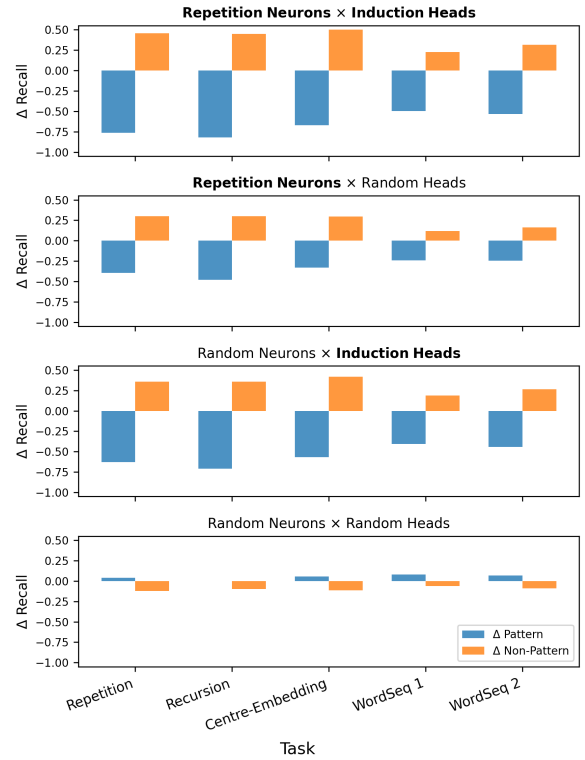 Repetition Neurons × Induction Heads
0.50
0.25
0.00
−0.25
−0.50
−0.75
−1.00
Δ Recall
Repetition Neurons × Random Heads
0.50
0.25
0.00
−0.25
−0.50
−0.75
−1.00
Δ Recall
Random Neurons × Induction Heads
0.50
0.25
0.00
−0.25
−0.50
−0.75
−1.00
Δ Recall
Random Neurons × Random Heads
0.50
0.25
0.00
−0.25
−0.50
−0.75
−1.00
Δ Recall
Δ Pattern
Δ Non-Pattern
Repetition
Recursion
Centre-Embedding
WordSeq 1
WordSeq 2
Task